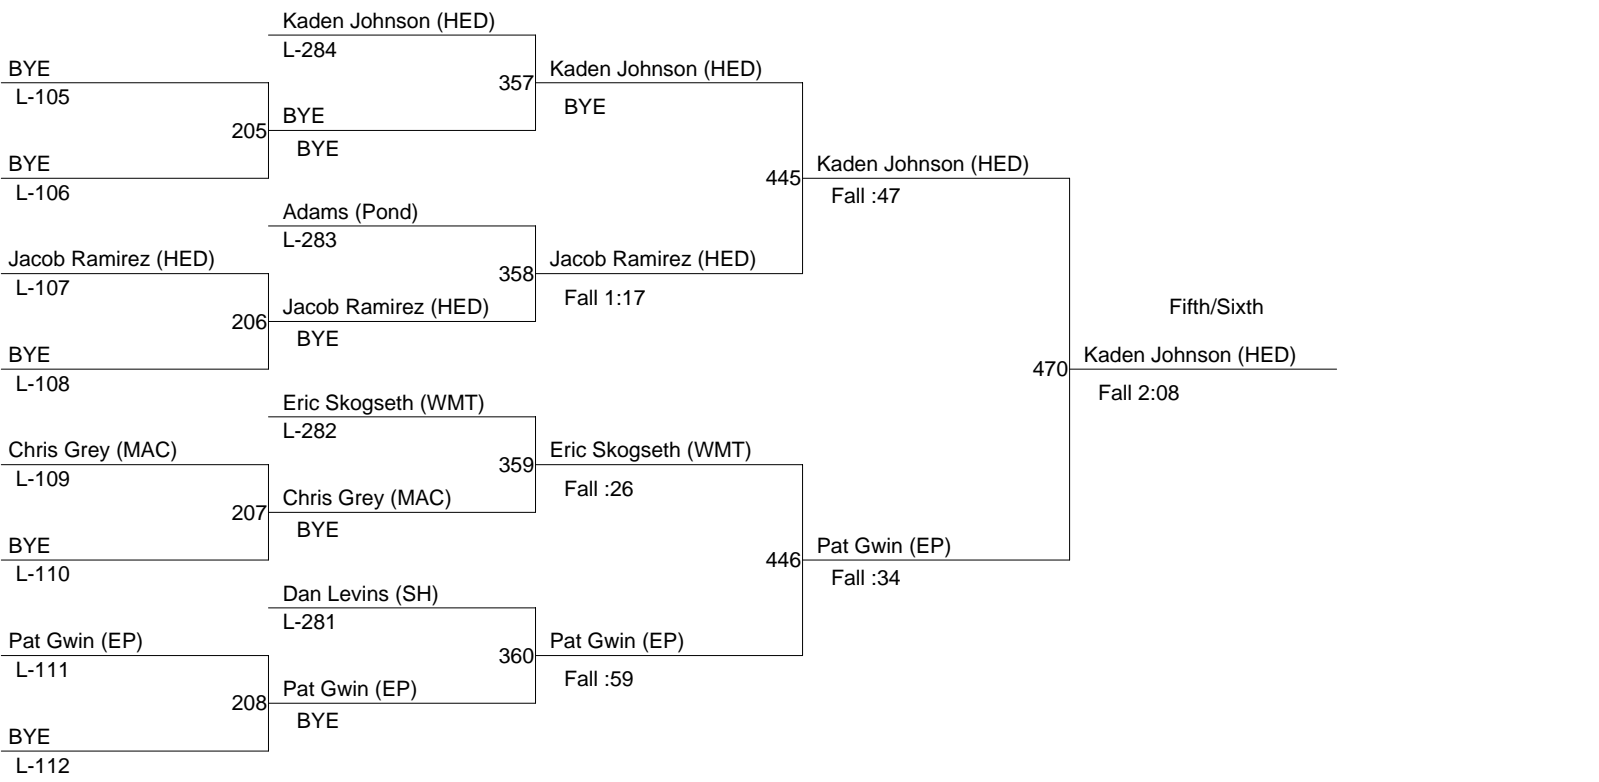 Kaden Johnson (HED)
L-284
BYE
L-105
357
Kaden Johnson (HED)
BYE
205
BYE
BYE
BYE
L-106
445
Kaden Johnson (HED)
Fall :47
Adams (Pond)
L-283
Jacob Ramirez (HED)
L-107
358
Jacob Ramirez (HED)
Fall 1:17
206
Jacob Ramirez (HED)
BYE
BYE
L-108
Fifth/Sixth
470
Kaden Johnson (HED)
Fall 2:08
Eric Skogseth (WMT)
L-282
Chris Grey (MAC)
L-109
359
Eric Skogseth (WMT)
Fall :26
207
Chris Grey (MAC)
BYE
BYE
L-110
446
Pat Gwin (EP)
Fall :34
Dan Levins (SH)
L-281
Pat Gwin (EP)
L-111
360
Pat Gwin (EP)
Fall :59
208
Pat Gwin (EP)
BYE
BYE
L-112